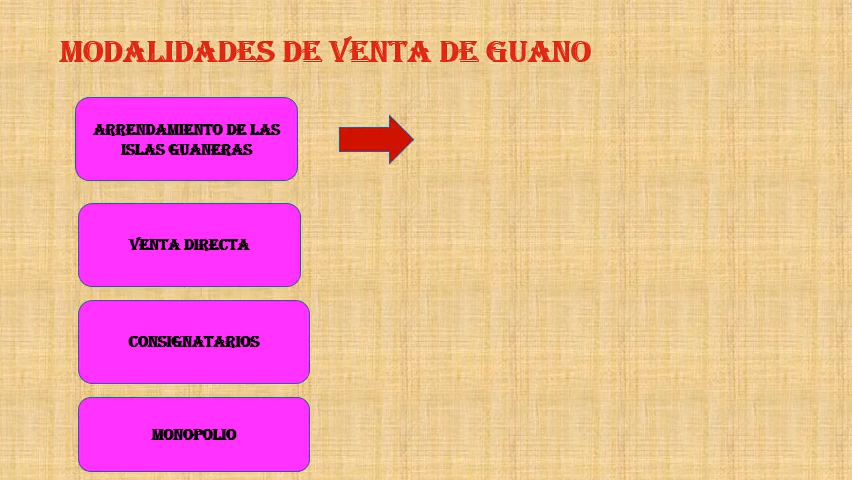 MODALIDADES DE VENTA DE GUANO
ARRENDAMIENTO DE LAS
ISLAS GUANERAS
VENTA DIRECTA
CONSIGNATARIOS
MONOPOLIO